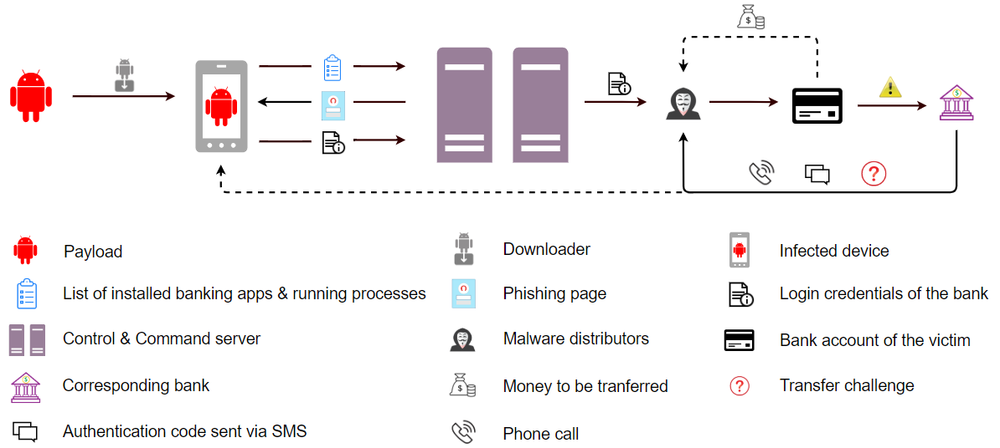 Payload
Downloader
Infected device
List of installed banking apps & running processes
Phishing page
Login credentials of the bank
Control & Command server
Malware distributors
Bank account of the victim
Corresponding bank
Money to be tranferred
Transfer challenge
Authentication code sent via SMS
Phone call